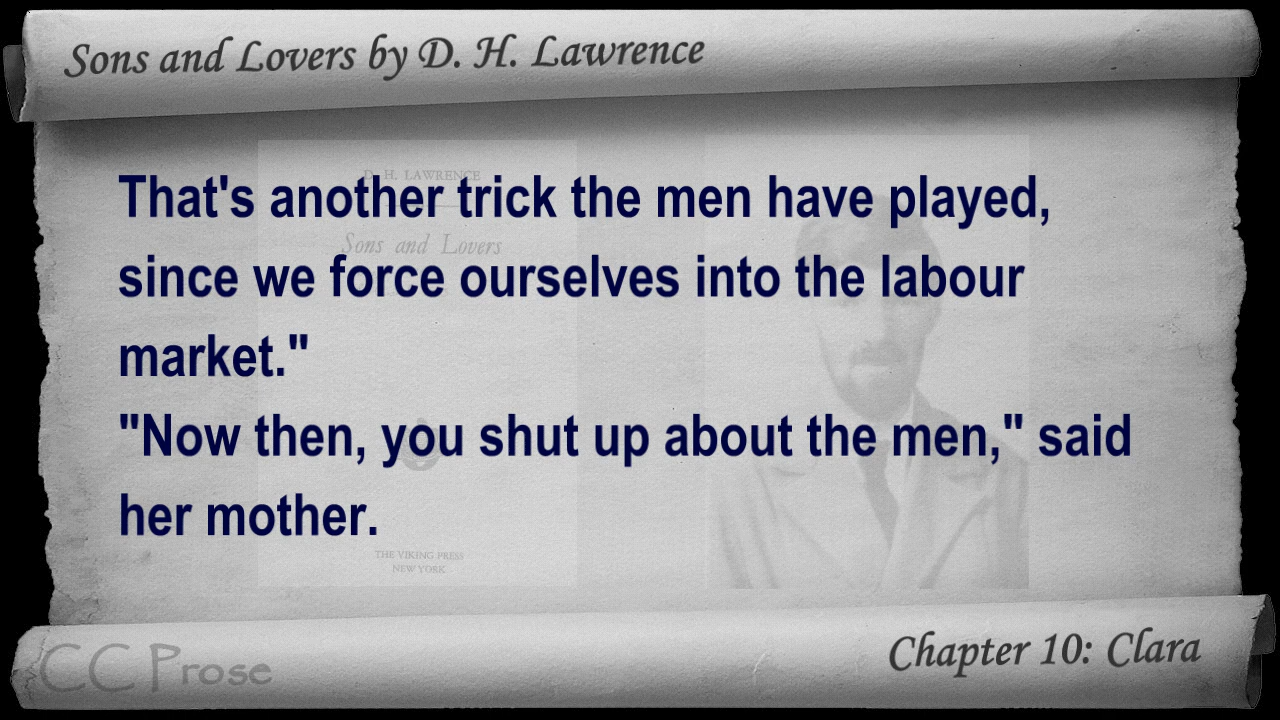 Sons and Lovers by D. H. Lawrence
D. H. LAWRENCE
Sons and Lovers
That's another trick the men have played,
since we force ourselves into the labour
market."
"Now then, you shut up about the men," said
her mother.
THE VIKING PRESS
NEW YORK
CC Prose
Chapter 10: Clara